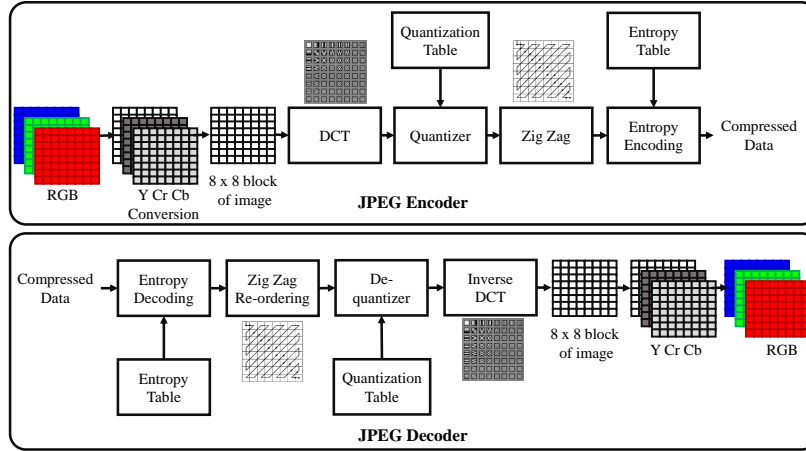 Quantization
Table
Entropy
Table
DCT
Quantizer
Zig Zag
Entropy
Encoding
Compressed
Data
RGB
Y Cr Cb
Conversion
8 x 8 block
of image
JPEG Encoder
Compressed
Data
Entropy
Decoding
Zig Zag
Re-ordering
De-
quantizer
Inverse
DCT
8 x 8 block
of image
Y Cr Cb
RGB
Entropy
Table
Quantization
Table
JPEG Decoder